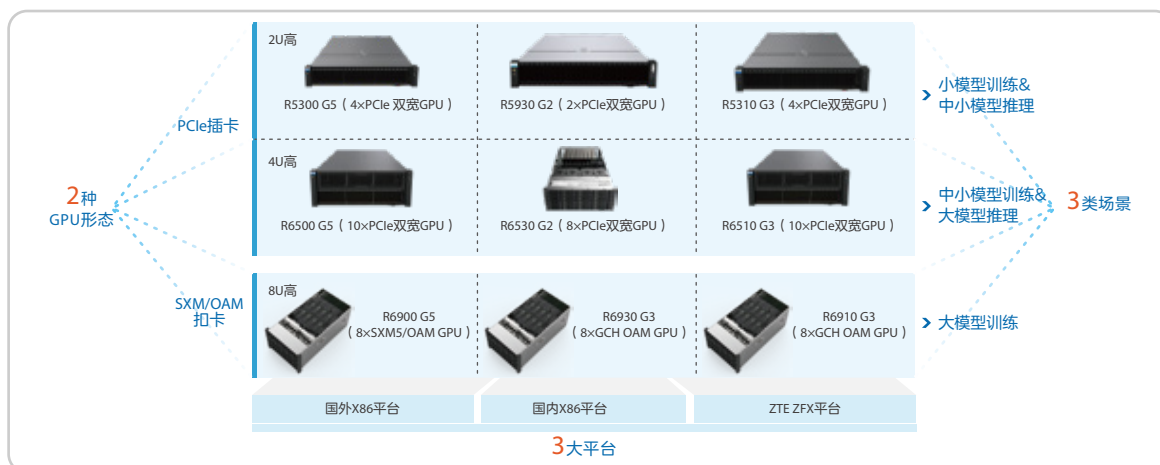 2U高
R5300 G5（4×PCIe 双宽GPU）
R5930 G2（2×PCIe双宽GPU）
R5310 G3（4×PCIe双宽GPU）
小模型训练&
中小模型推理
PCIe插卡
4U高
R6500 G5（10×PCIe双宽GPU）
R6530 G2（8×PCIe双宽GPU）
R6510 G3（10×PCIe双宽GPU）
中小模型训练&
大模型推理
2种
GPU形态
3类场景
SXM/OAM
扣卡
8U高
R6900 G5
（8×SXM5/OAM GPU）
R6930 G3
（8×GCH OAM GPU）
R6910 G3
（8×GCH OAM GPU）
大模型训练
国外X86平台
国内X86平台
ZTE ZFX平台
3大平台